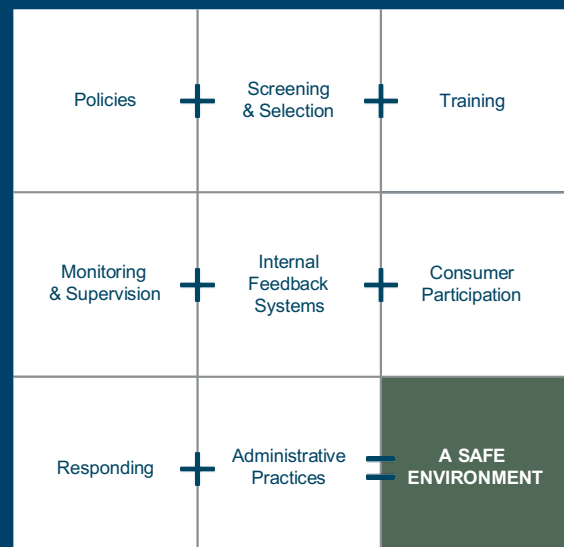 Policies
+
Screening
& Selection
+
Training
Monitoring
& Supervision
+
Internal
Feedback
Systems
+
Consumer
Participation
Responding
+
Administrative
Practices
=
A SAFE
ENVIRONMENT